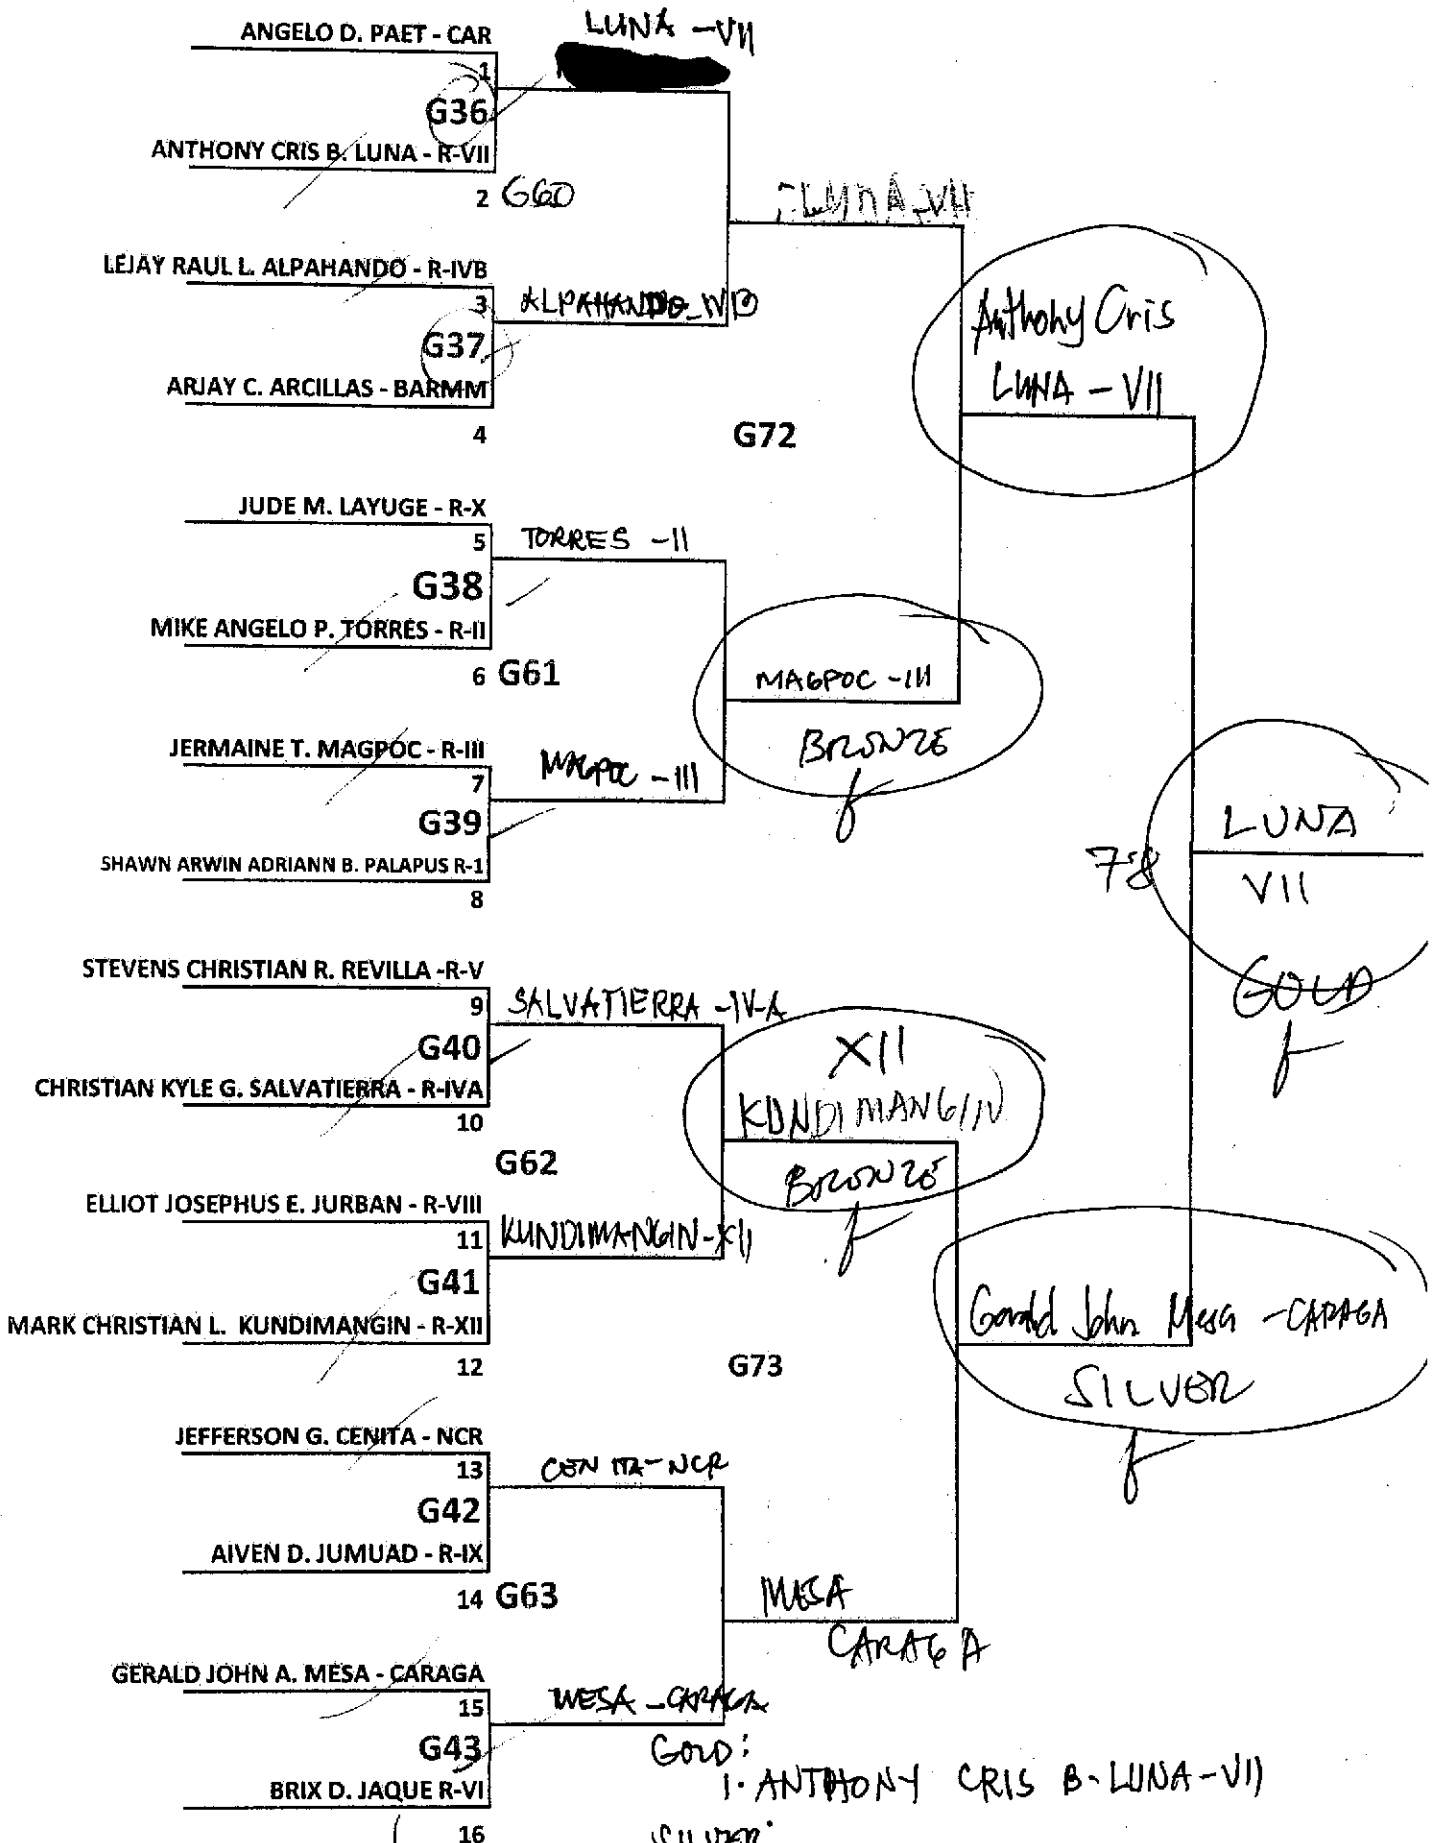 LUNA -VII
ANGELO D. PAET - CAR
1
G36
ANTHONY CRIS B. LUNA - R-VII
2 G60
LUNA-VII
LEJAY RAUL L. ALPAHANDO - R-IVB
3
ALPAHANDO-IVB
G37
ARJAY C. ARCILLAS - BARMM
4
G72
Anthony Cris
LUNA - VII
JUDE M. LAYUGE - R-X
5
TORRES -II
G38
MIKE ANGELO P. TORRES - R-II
6 G61
MAGPOC -III
BRONZE
JERMAINE T. MAGPOC - R-III
7
MAGPOC -III
G39
SHAWN ARWIN ADRIANN B. PALAPUS R-1
8
78
LUNA
VII
GOLD
STEVENS CHRISTIAN R. REVILLA -R-V
9
SALVATIERRA -IV-A
G40
CHRISTIAN KYLE G. SALVATIERRA - R-IVA
10
XII
KUNDIMANGIN
BRONZE
G62
ELLIOT JOSEPHUS E. JURBAN - R-VIII
11
KUNDIMANGIN-XII
G41
MARK CHRISTIAN L. KUNDIMANGIN - R-XII
12
G73
Gerald John Mesa -CARAGA
SILVER
JEFFERSON G. CENITA - NCR
13
CENITA-NCR
G42
AIVEN D. JUMUAD - R-IX
14 G63
MESA
CARAGA
GERALD JOHN A. MESA - CARAGA
15
MESA -CARAGA
G43
BRIX D. JAQUE R-VI
16
GOLD:
1. ANTHONY CRIS B. LUNA-VII
SILVER: